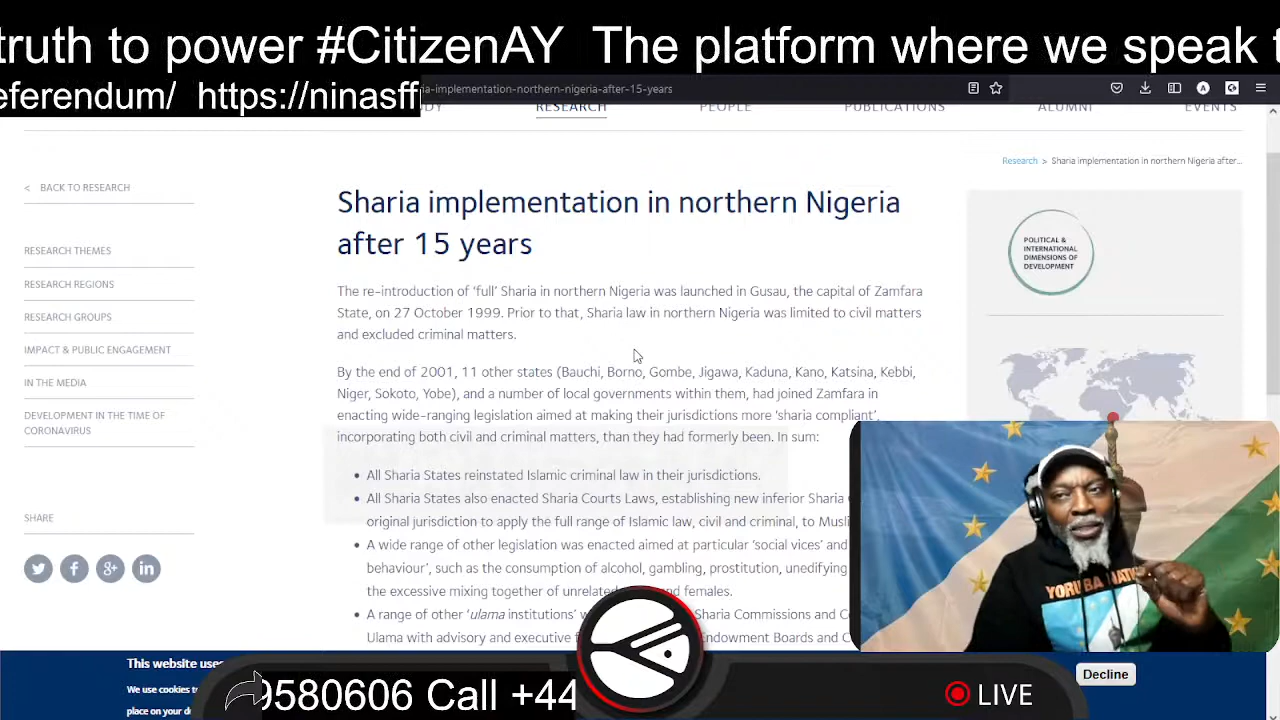 truth to power #CitizenAY The platform where we speak t
eferendum/ https://ninasff
a-implementation-northern-nigeria-after-15-years
RESEARCH PEOPLE PUBLICATIONS ALUMNI EVENTS
Research > Sharia implementation in northern Nigeria after...
< BACK TO RESEARCH
RESEARCH THEMES
RESEARCH REGIONS
RESEARCH GROUPS
IMPACT & PUBLIC ENGAGEMENT
IN THE MEDIA
DEVELOPMENT IN THE TIME OF
CORONAVIRUS
SHARE
Sharia implementation in northern Nigeria
after 15 years
The re-introduction of 'full' Sharia in northern Nigeria was launched in Gusau, the capital of Zamfara
State, on 27 October 1999. Prior to that, Sharia law in northern Nigeria was limited to civil matters
and excluded criminal matters.
By the end of 2001, 11 other states (Bauchi, Borno, Gombe, Jigawa, Kaduna, Kano, Katsina, Kebbi,
Niger, Sokoto, Yobe), and a number of local governments within them, had joined Zamfara in
enacting wide-ranging legislation aimed at making their jurisdictions more 'sharia compliant',
incorporating both civil and criminal matters, than they had formerly been. In sum:
• All Sharia States reinstated Islamic criminal law in their jurisdictions.
• All Sharia States also enacted Sharia Courts Laws, establishing new inferior Sharia
original jurisdiction to apply the full range of Islamic law, civil and criminal, to Musli
• A wide range of other legislation was enacted aimed at particular 'social vices' and
behaviour', such as the consumption of alcohol, gambling, prostitution, unedifying
the excessive mixing together of unrelated and females.
• A range of other 'ulama institutions' Sharia Commissions and Co
Ulama with advisory and executive Endowment Boards and C
POLITICAL &
INTERNATIONAL
DIMENSIONS OF
DEVELOPMENT
YORUBA NATIO
This website uses
We use cookies t
place on your d
Decline
9580606 Call +44
LIVE